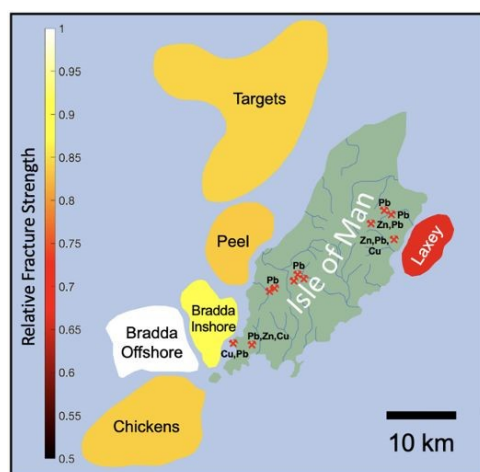 1
0.95
0.9
0.85
0.8
0.75
0.7
0.65
0.6
0.55
0.5
Relative Fracture Strength
Targets
Peel
Bradda
Inshore
Bradda
Offshore
Chickens
Isle of Man
Laxey
Pb
Pb
Zn,Pb
Zn,Pb,
Cu
Pb
Pb
Pb,Zn,Cu
Cu,Pb
10 km